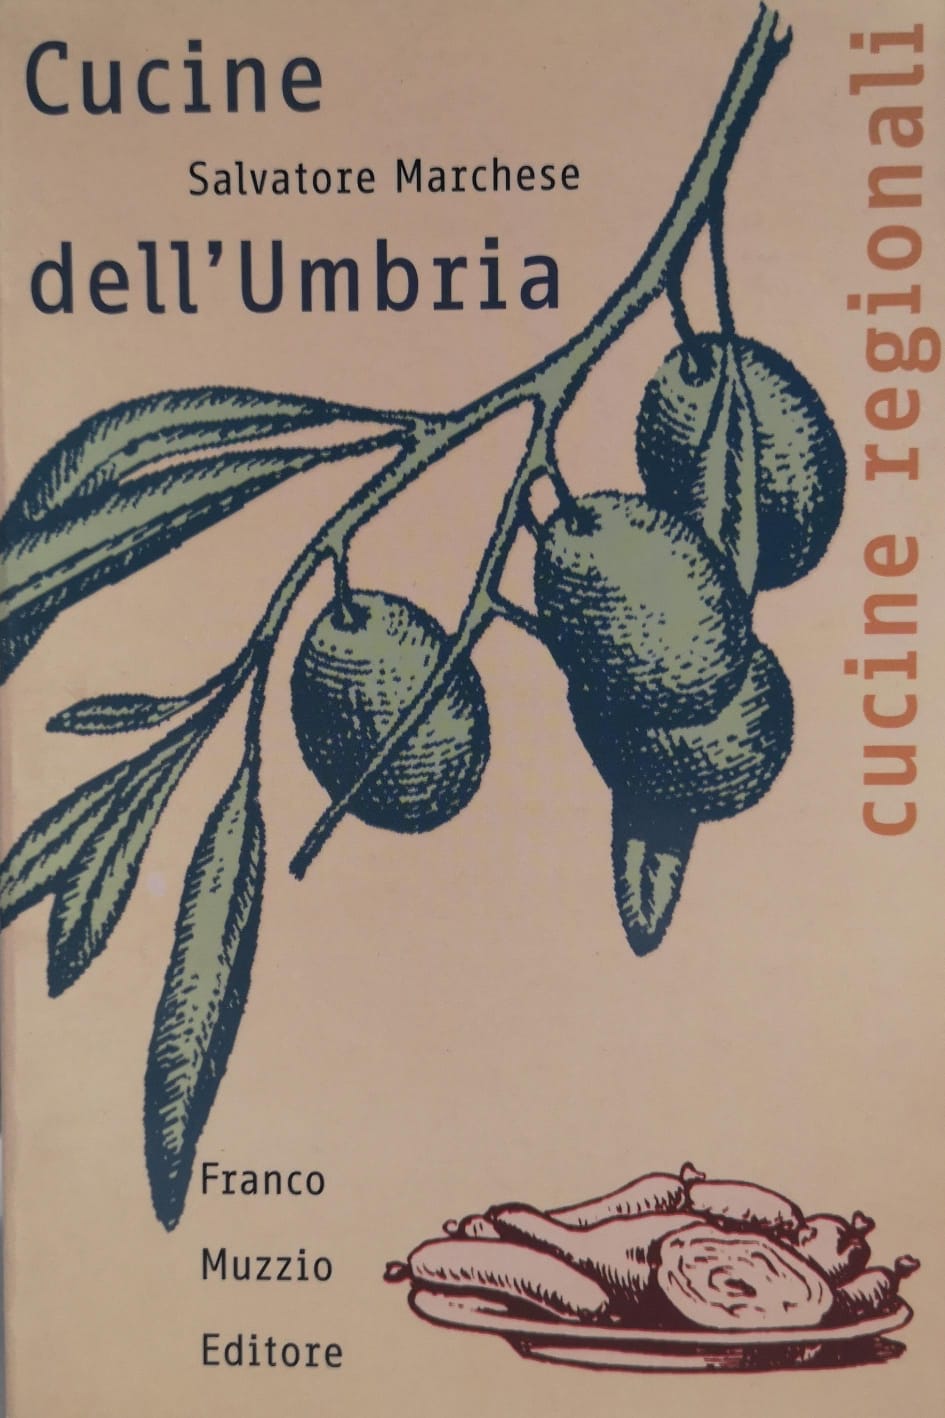 Cucine
Salvatore Marchese
dell'Umbria
cucine regionali
Franco
Muzzio
Editore